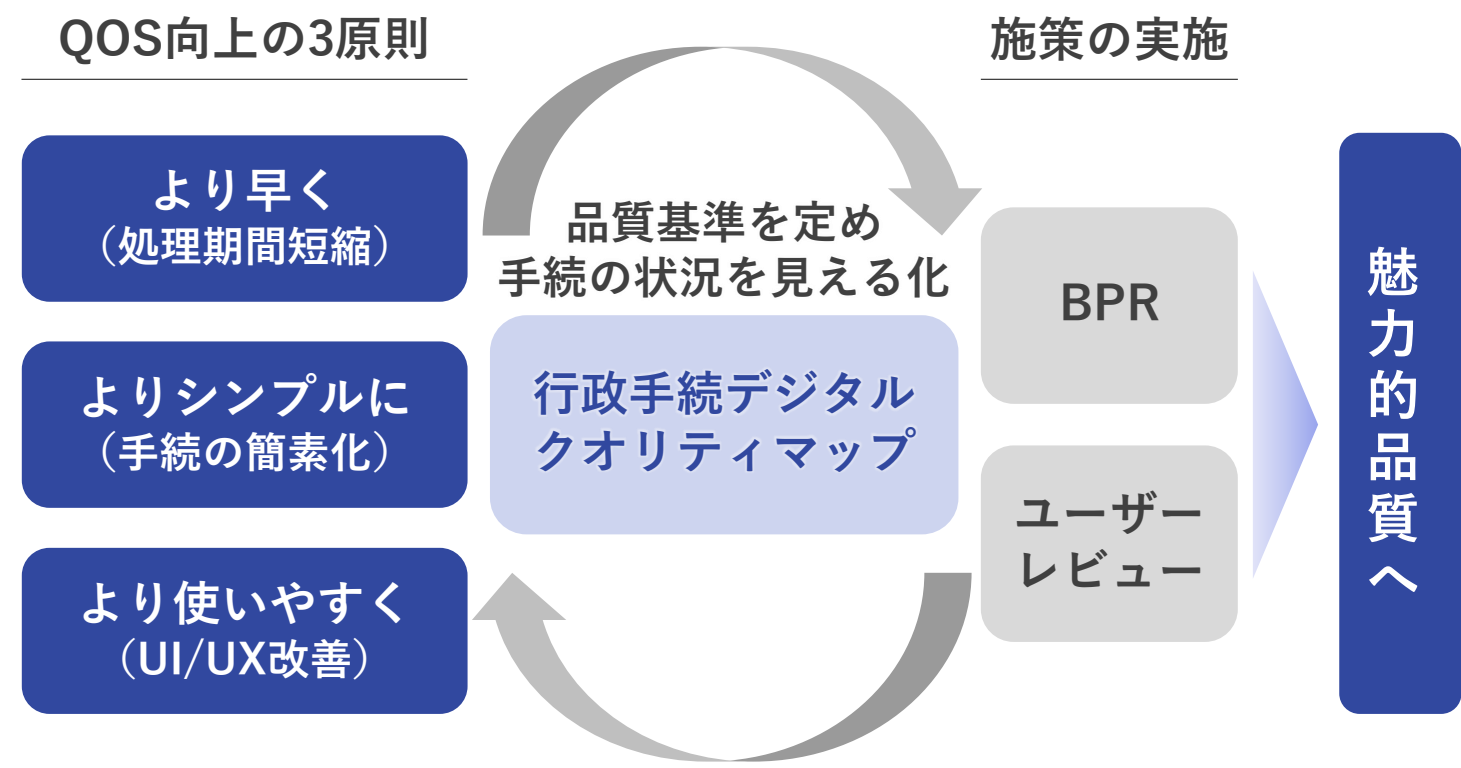 QOS向上の3原則
より早く
（処理期間短縮）
よりシンプルに
（手続の簡素化）
より使いやすく
（UI/UX改善）
品質基準を定め
手続の状況を見える化
行政手続デジタル
クオリティマップ
施策の実施
BPR
ユーザー
レビュー
魅力的品質へ